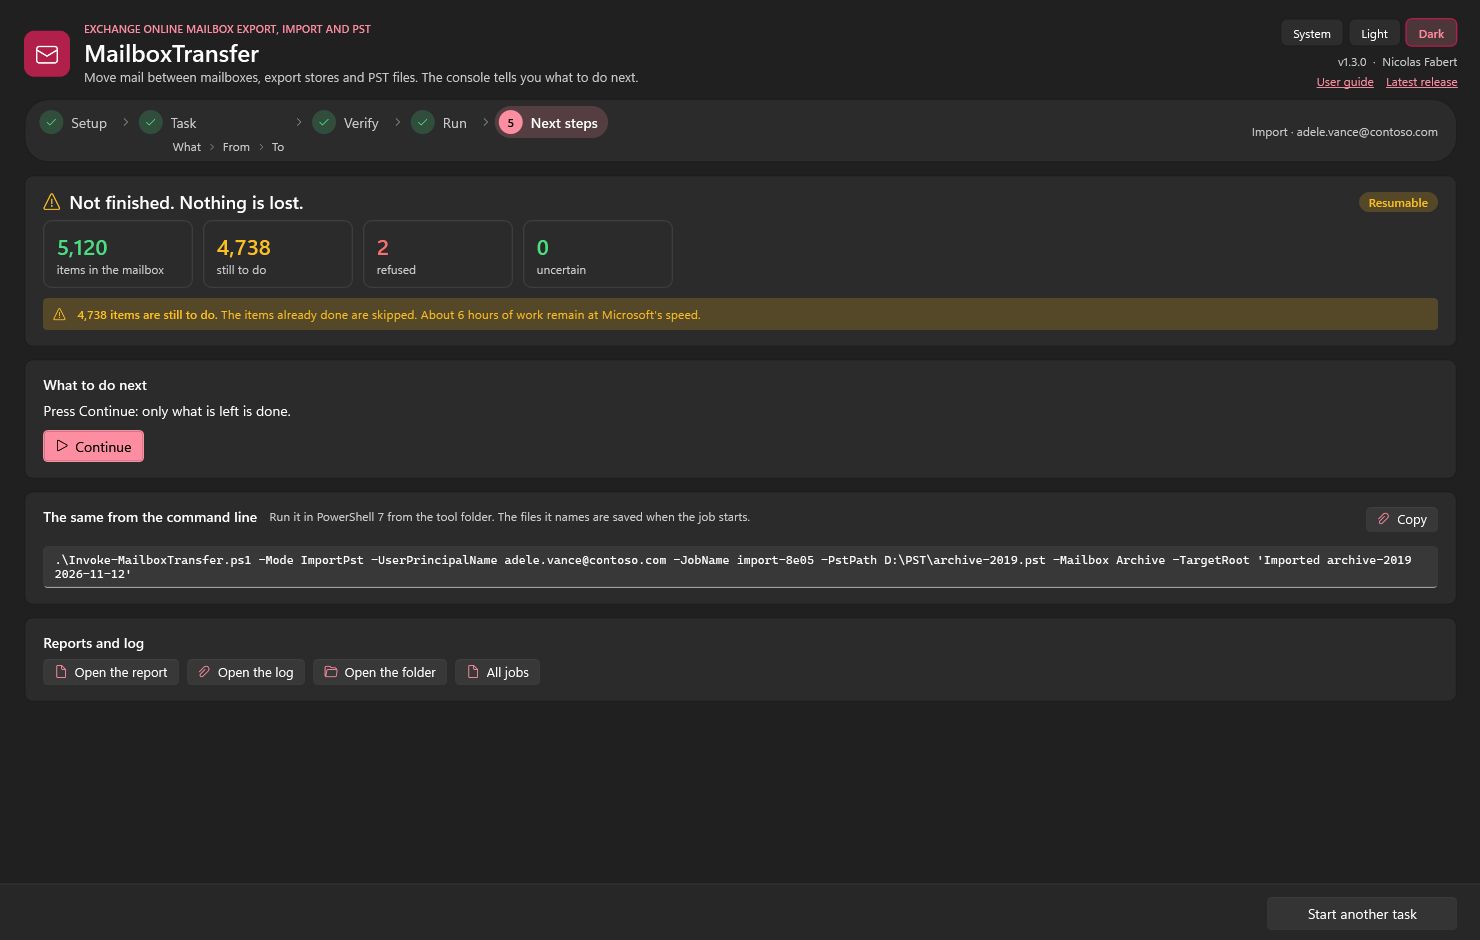 EXCHANGE ONLINE MAILBOX EXPORT, IMPORT AND PST
MailboxTransfer
Move mail between mailboxes, export stores and PST files. The console tells you what to do next.
System
Light
Dark
v1.3.0 · Nicolas Fabert
User guide
Latest release
Setup
Task
Verify
Run
5
Next steps
What
From
To
Import · adele.vance@contoso.com
Not finished. Nothing is lost.
Resumable
5,120
items in the mailbox
4,738
still to do
2
refused
0
uncertain
4,738 items are still to do. The items already done are skipped. About 6 hours of work remain at Microsoft's speed.
What to do next
Press Continue: only what is left is done.
Continue
The same from the command line
Run it in PowerShell 7 from the tool folder. The files it names are saved when the job starts.
Copy
.\Invoke-MailboxTransfer.ps1 -Mode ImportPst -UserPrincipalName adele.vance@contoso.com -JobName import-8e05 -PstPath D:\PST\archive-2019.pst -Mailbox Archive -TargetRoot 'Imported archive-2019
2026-11-12'
Reports and log
Open the report
Open the log
Open the folder
All jobs
Start another task